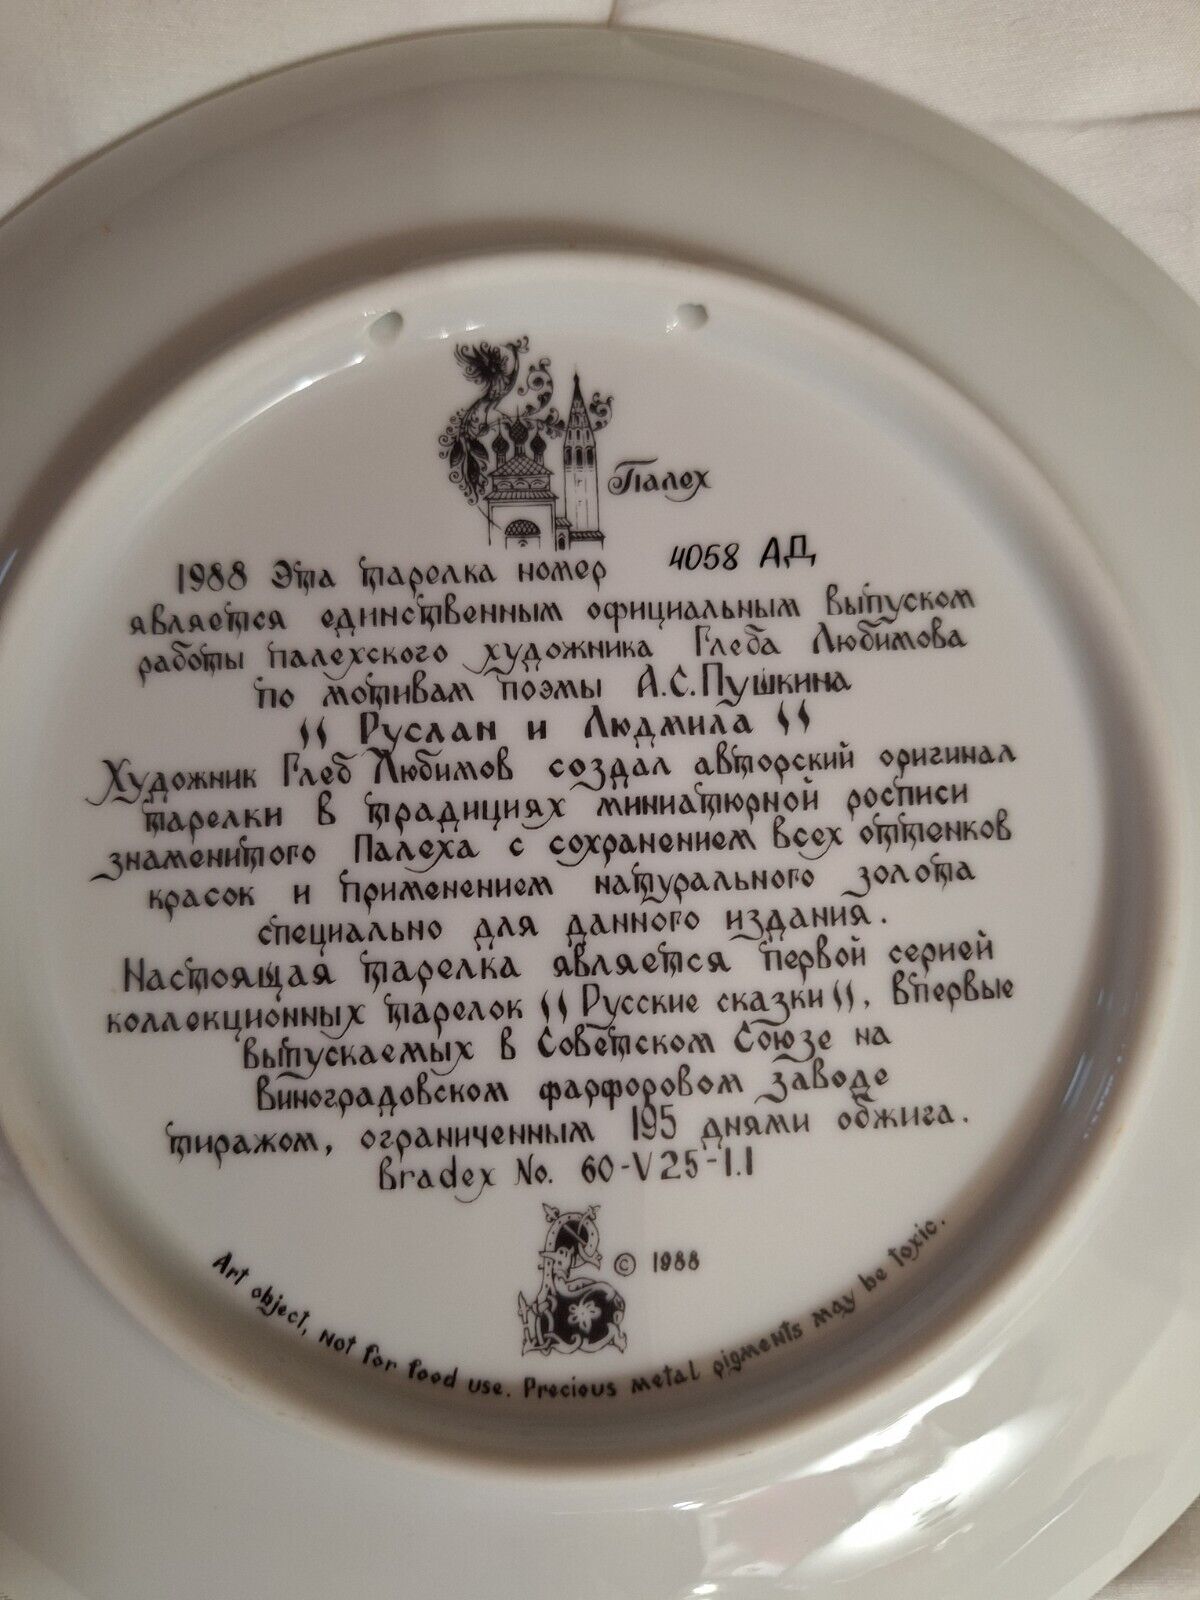 Палех
1988 Эта тарелка номер 4058 АД
является единственным официальным выпуском
работы палехского художника Глеба Любимова
по мотивам поэмы А.С.Пушкина
"Руслан и Людмила"
Художник Глеб Любимов создал авторский оригинал
тарелки в традициях миниатюрной росписи
знаменитого Палеха с сохранением всех оттенков
красок и применением натурального золота
специально для данного издания.
Настоящая тарелка является первой серией
коллекционных тарелок "Русские сказки", впервые
выпускаемых в Советском Союзе на
Виноградовском фарфоровом заводе
тиражом, ограниченным 195 днями обжига.
Bradex No. 60-V25-1.1
© 1988
Art object, Not for food use. Precious metal pigments may be toxic.